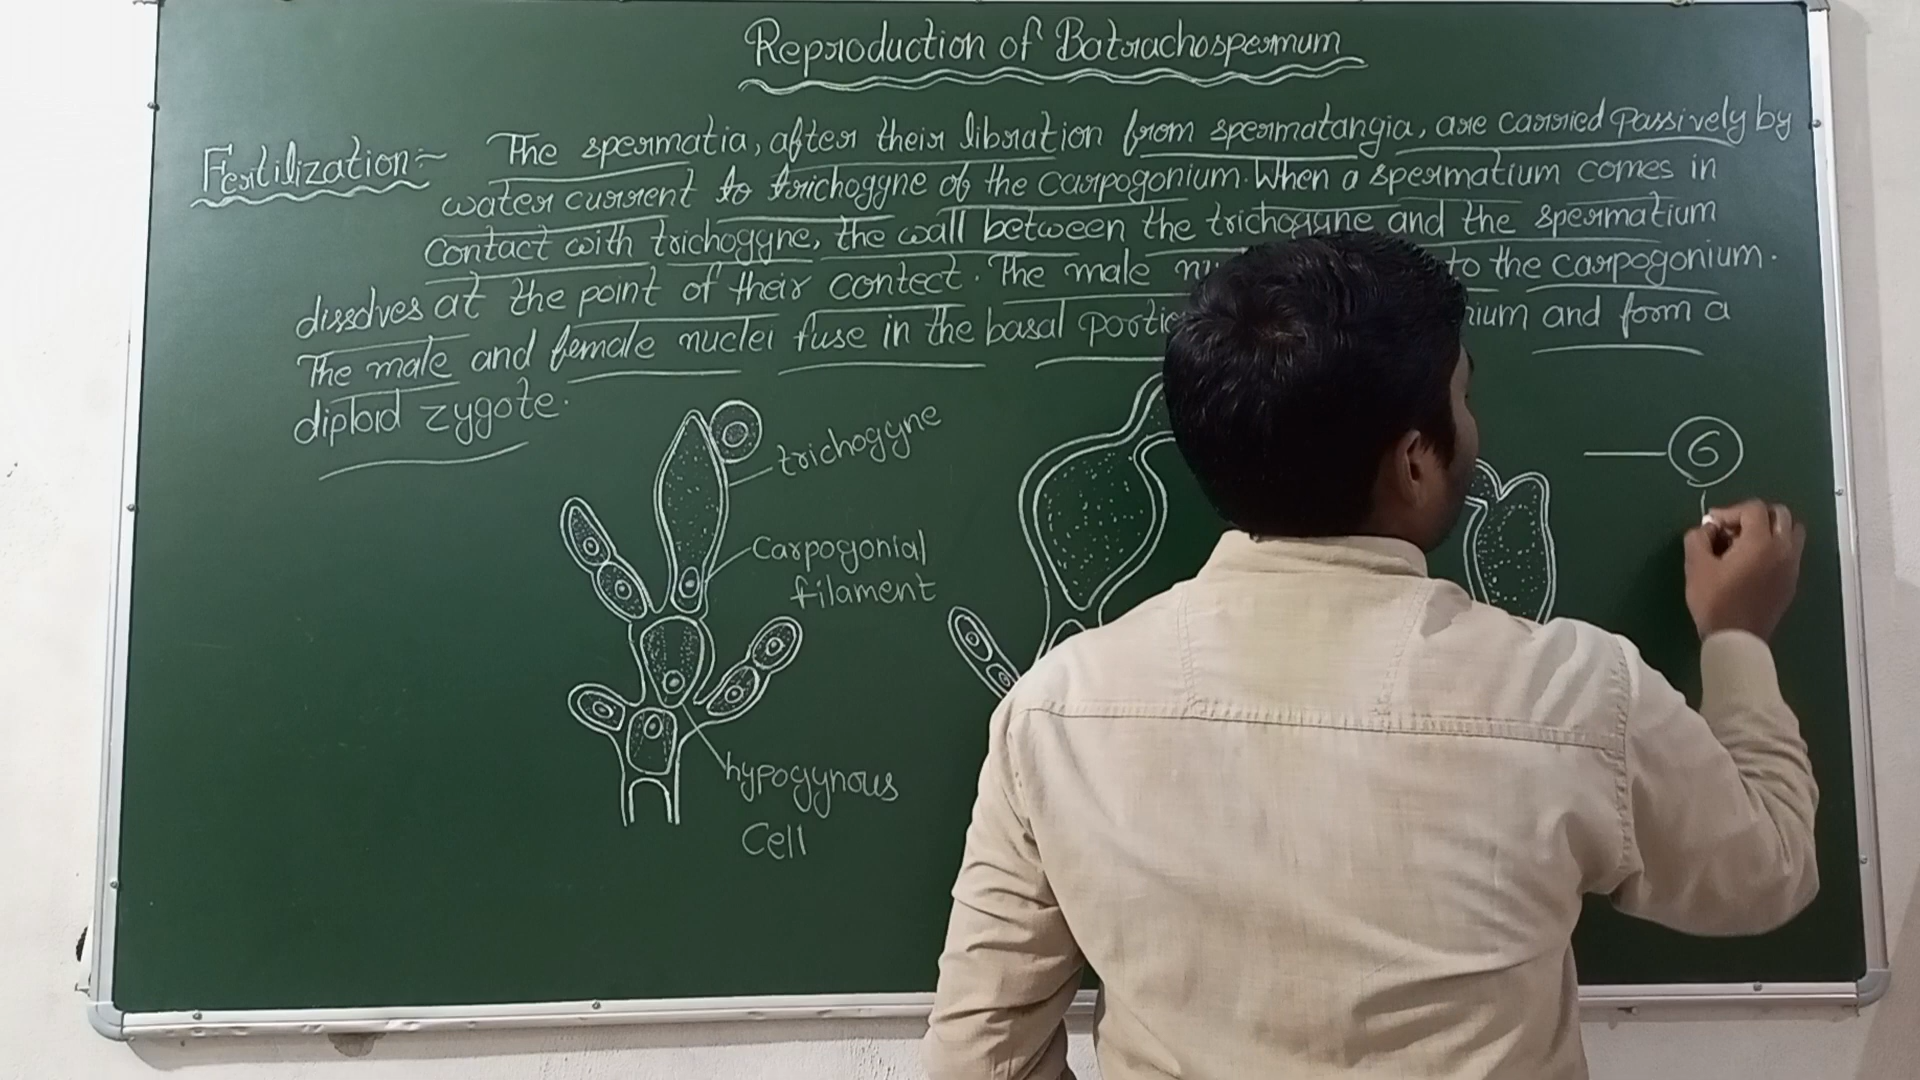 Reproduction of Batrachospermum
Fertilization:- The spermatia, after their libration from spermatangia, are carried passively by
water current to trichogyne of the carpogonium. When a spermatium comes in
contact with trichogyne, the wall between the trichogyne and the spermatium
dissolves at the point of their contect. The male to the carpogonium.
The male and female nuclei fuse in the basal and form a
diploid zygote.
trichogyne
6
Carpogonial
filament
hypogynous
Cell